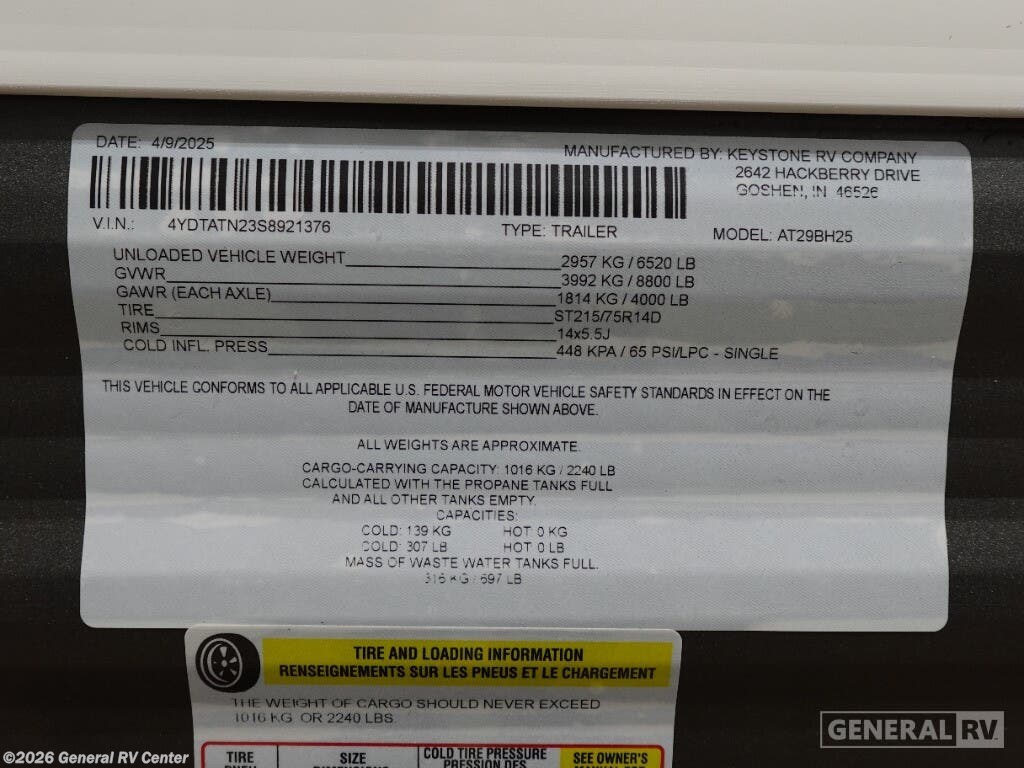 DATE: 4/9/2025
MANUFACTURED BY: KEYSTONE RV COMPANY
2642 HACKBERRY DRIVE
GOSHEN, IN 46526
V.I.N.: 4YDTATN23S8921376 TYPE: TRAILER MODEL: AT29BH25
UNLOADED VEHICLE WEIGHT 2957 KG / 6520 LB
GVWR 3992 KG / 8800 LB
GAWR (EACH AXLE) 1814 KG / 4000 LB
TIRE ST215/75R14D
RIMS 14x5.5J
COLD INFL. PRESS 448 KPA / 65 PSI/LPC - SINGLE
THIS VEHICLE CONFORMS TO ALL APPLICABLE U.S. FEDERAL MOTOR VEHICLE SAFETY STANDARDS IN EFFECT ON THE
DATE OF MANUFACTURE SHOWN ABOVE.
ALL WEIGHTS ARE APPROXIMATE.
CARGO-CARRYING CAPACITY: 1016 KG / 2240 LB
CALCULATED WITH THE PROPANE TANKS FULL
AND ALL OTHER TANKS EMPTY.
CAPACITIES:
COLD: 139 KG HOT 0 KG
COLD: 307 LB HOT 0 LB
MASS OF WASTE WATER TANKS FULL.
316 KG / 697 LB
TIRE AND LOADING INFORMATION
RENSEIGNEMENTS SUR LES PNEUS ET LE CHARGEMENT
THE WEIGHT OF CARGO SHOULD NEVER EXCEED
1016 KG OR 2240 LBS.
TIRE SIZE COLD TIRE PRESSURE SEE OWNER'S
PRESSION DES
GENERAL RV
©2026 General RV Center